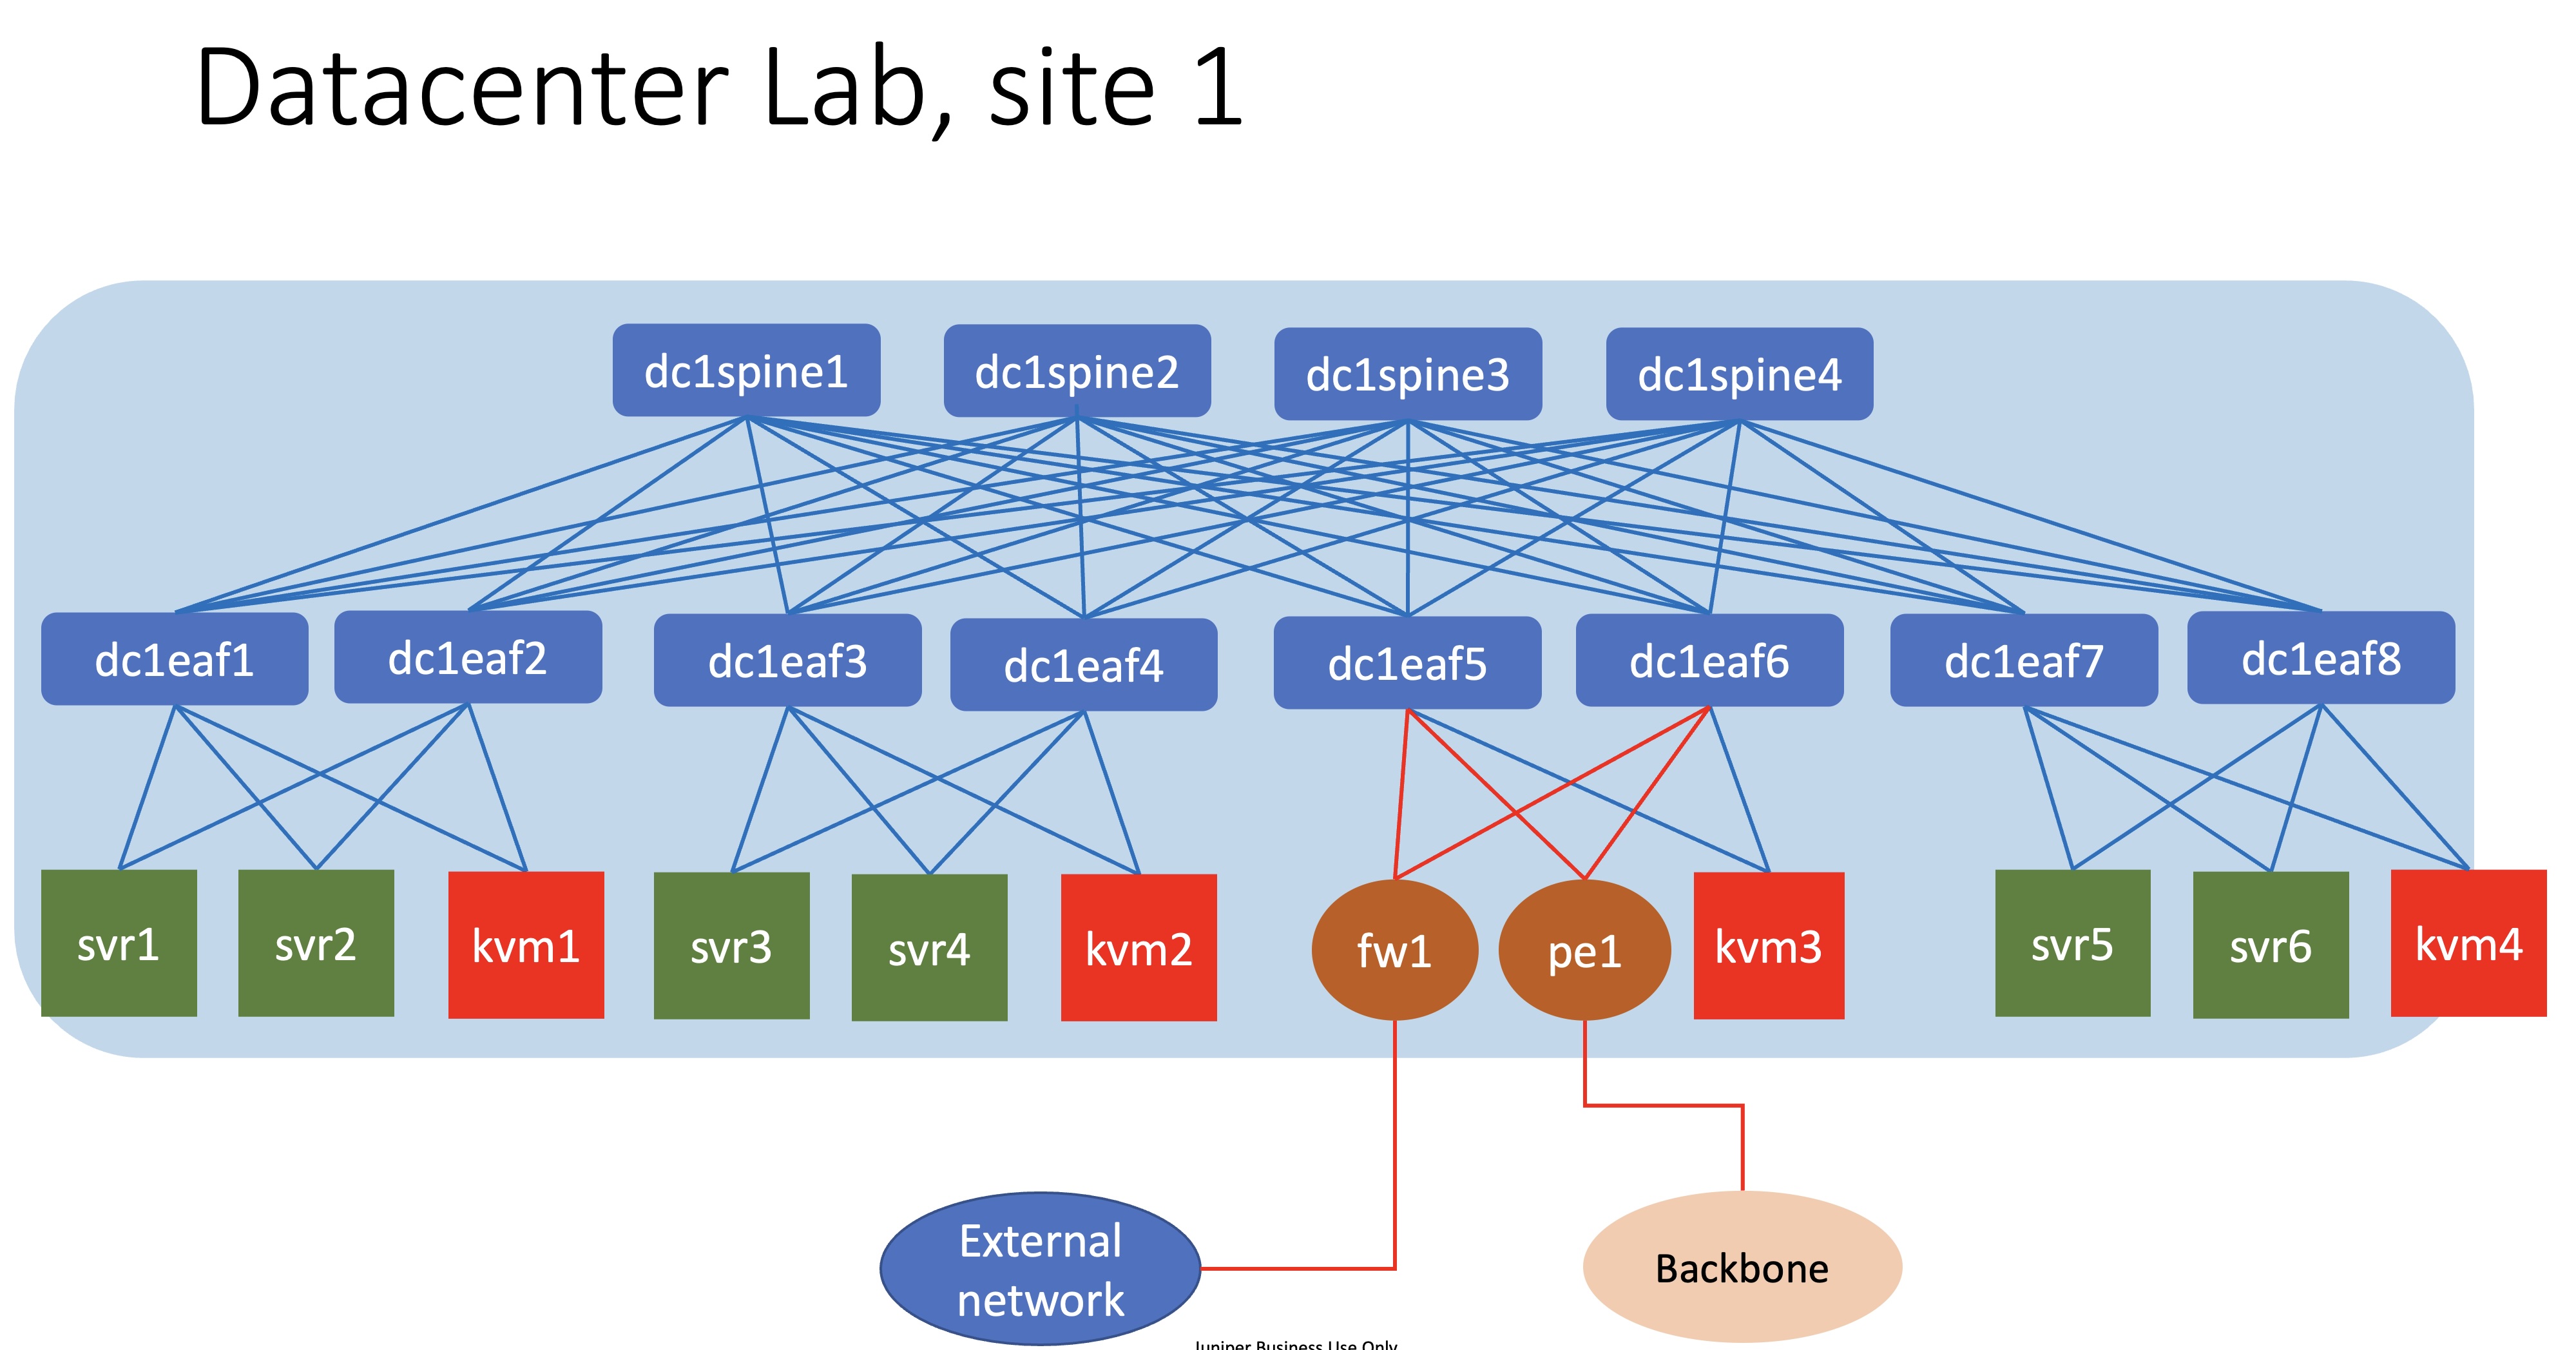 Datacenter Lab, site 1
dc1spine1
dc1spine2
dc1spine3
dc1spine4
dc1eaf1
dc1eaf2
dc1eaf3
dc1eaf4
dc1eaf5
dc1eaf6
dc1eaf7
dc1eaf8
svr1
svr2
kvm1
svr3
svr4
kvm2
fw1
pe1
kvm3
svr5
svr6
kvm4
External
network
Backbone
Juniper Business Use Only